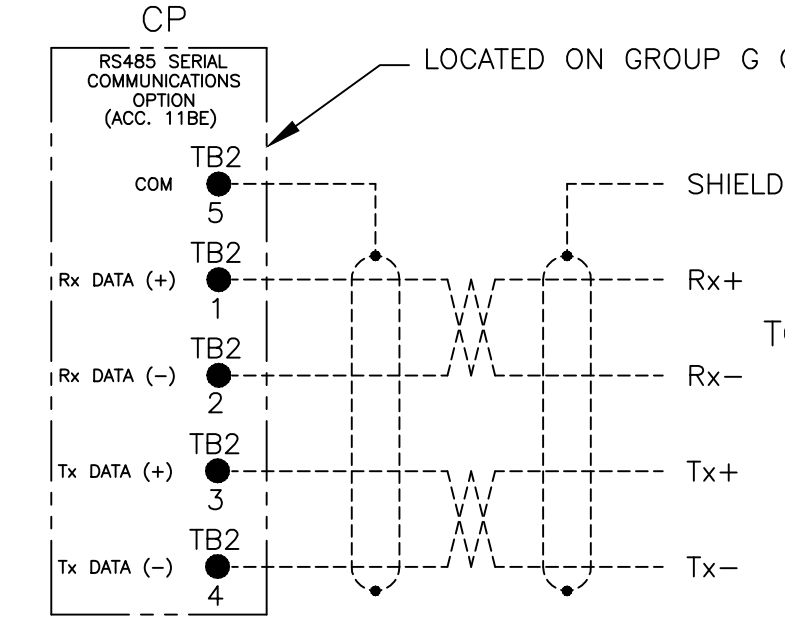 CP
RS485 SERIAL
COMMUNICATIONS
OPTION
(ACC. 11BE)
LOCATED ON GROUP G
TB2
COM
5
SHIELD
TB2
Rx DATA (+)
1
Rx+
TB2
Rx DATA (-)
2
Rx-
TB2
Tx DATA (+)
3
Tx+
TB2
Tx DATA (-)
4
Tx-